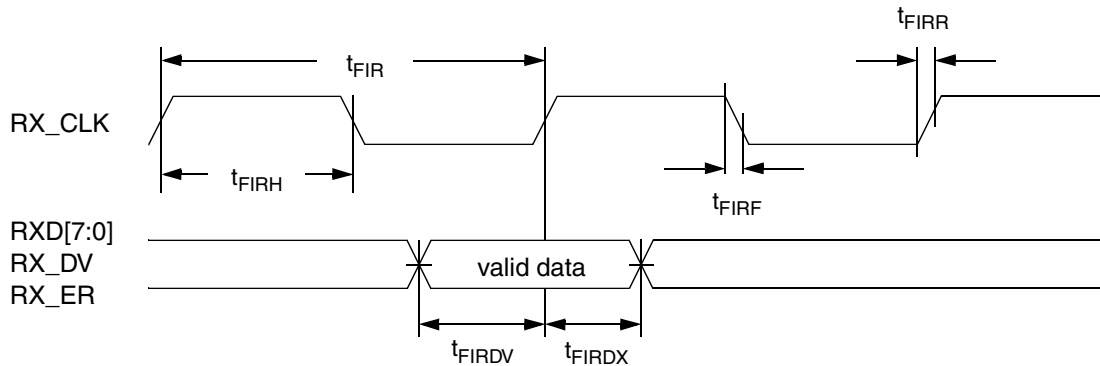 tFIRR
tFIR
RX_CLK
tFIRH
tFIRF
RXD[7:0]
RX_DV
valid data
RX_ER
tFIRDV
tFIRDX